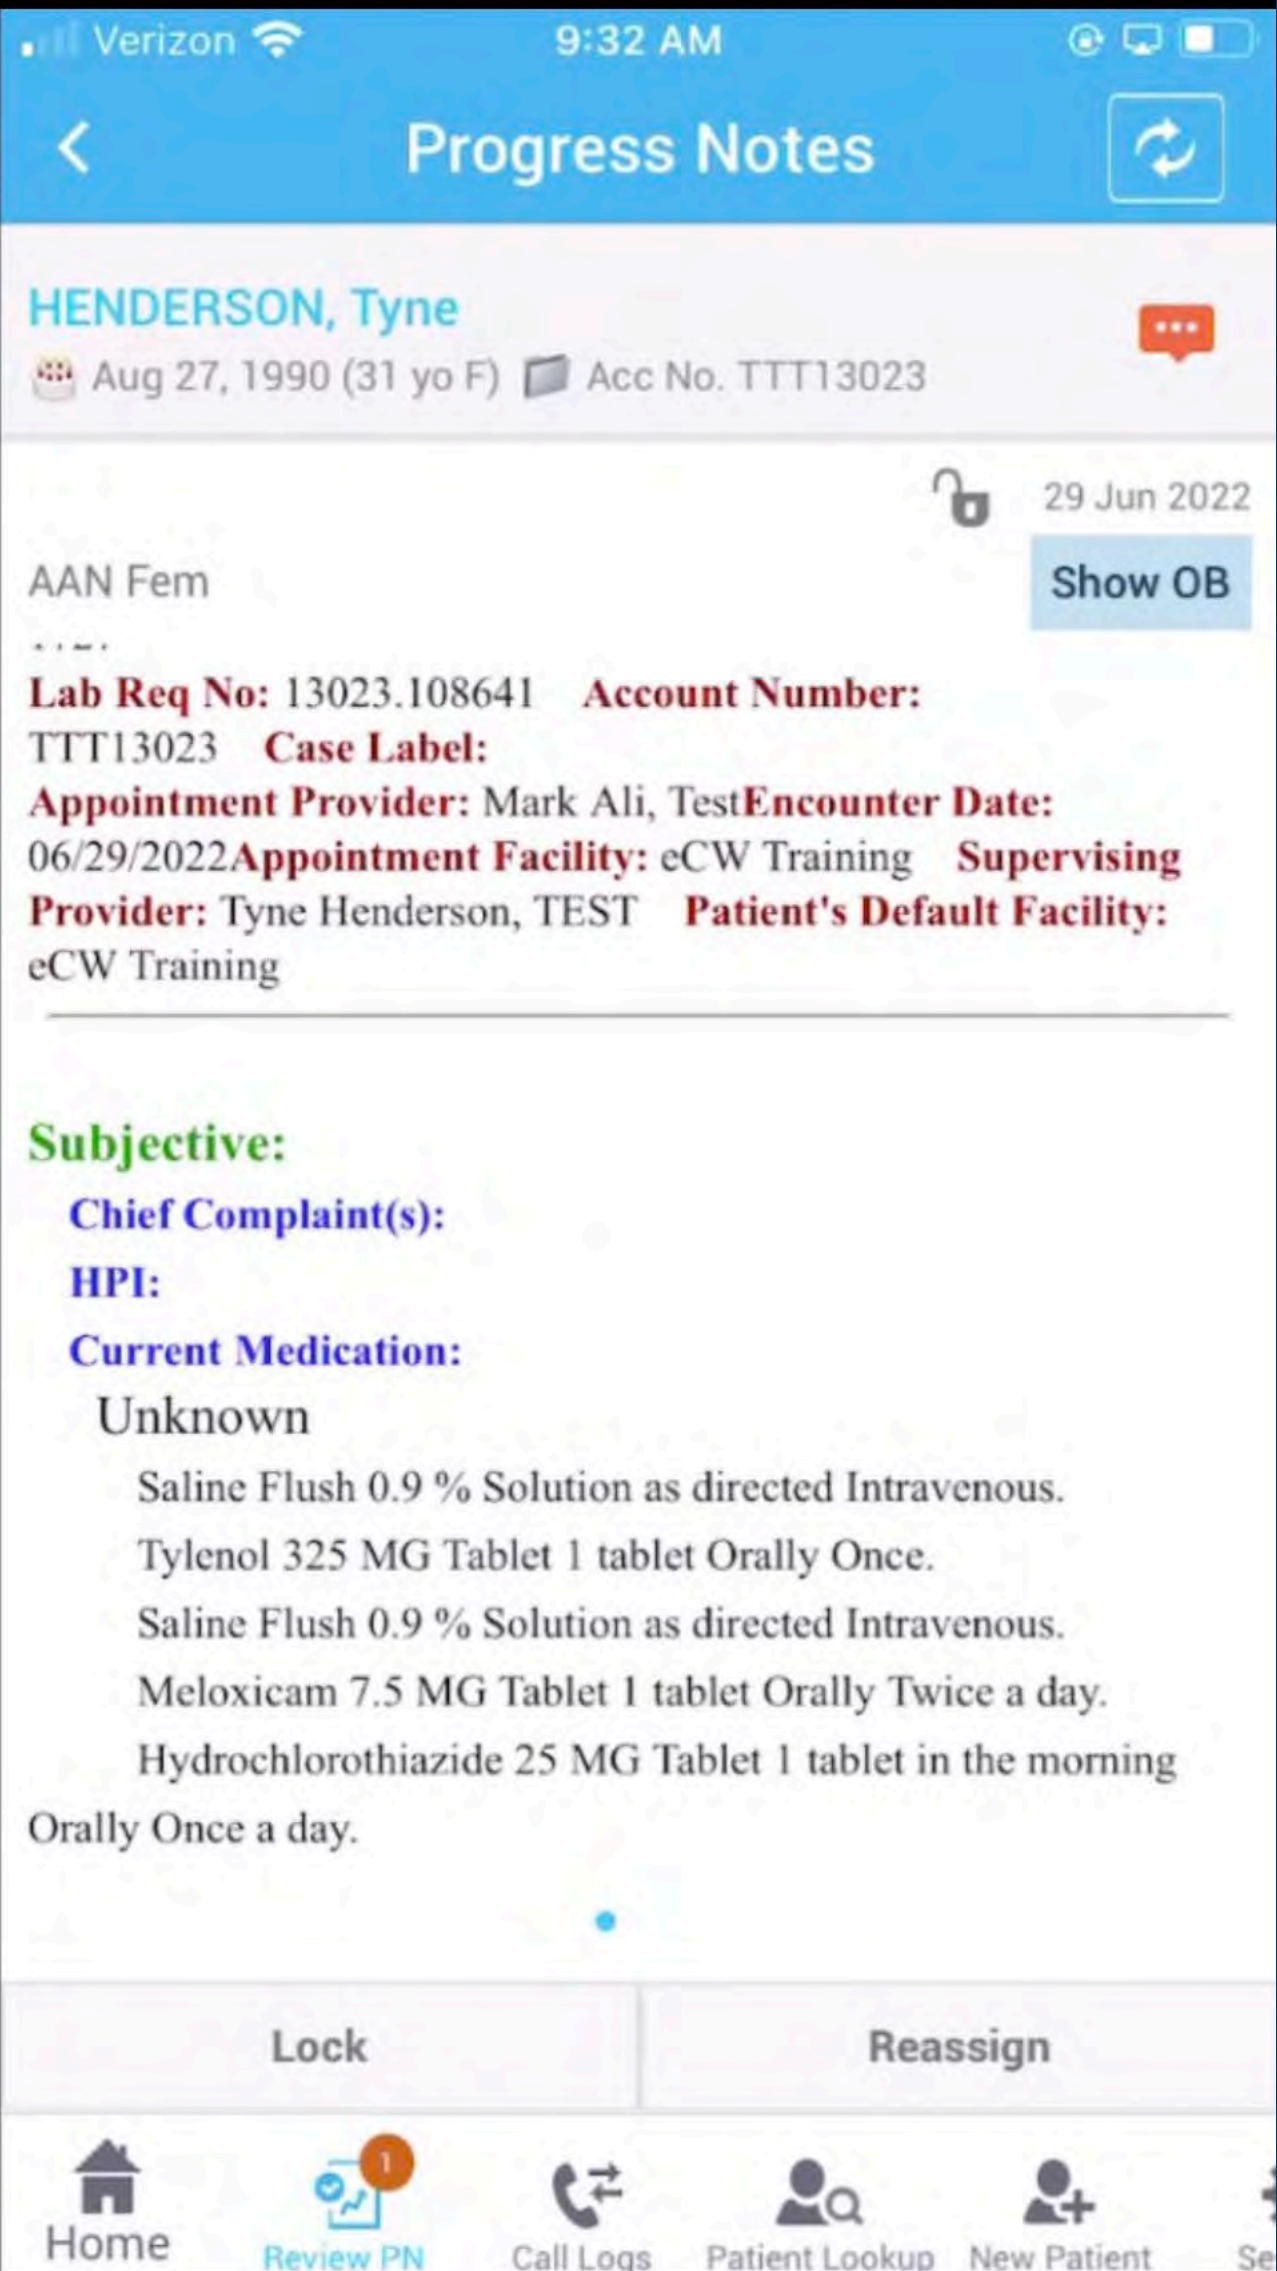 Verizon 9:32 AM
Progress Notes
HENDERSON, Tyne
Aug 27, 1990 (31 yo F) Acc No. TTT13023
29 Jun 2022
AAN Fem Show OB
Lab Req No: 13023.108641 Account Number:
TTT13023 Case Label:
Appointment Provider: Mark Ali, TestEncounter Date:
06/29/2022Appointment Facility: eCW Training Supervising
Provider: Tyne Henderson, TEST Patient's Default Facility:
eCW Training
Subjective:
Chief Complaint(s):
HPI:
Current Medication:
Unknown
Saline Flush 0.9 % Solution as directed Intravenous.
Tylenol 325 MG Tablet 1 tablet Orally Once.
Saline Flush 0.9 % Solution as directed Intravenous.
Meloxicam 7.5 MG Tablet 1 tablet Orally Twice a day.
Hydrochlorothiazide 25 MG Tablet 1 tablet in the morning
Orally Once a day.
Lock Reassign
1
Home Review PN Call Logs Patient Lookup New Patient Se